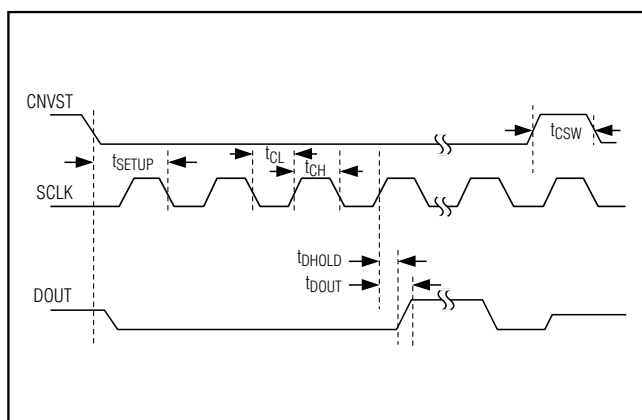 CNVST
tCSW
tSETUP
tCL
tCH
SCLK
tDHOLD
tDOUT
DOUT